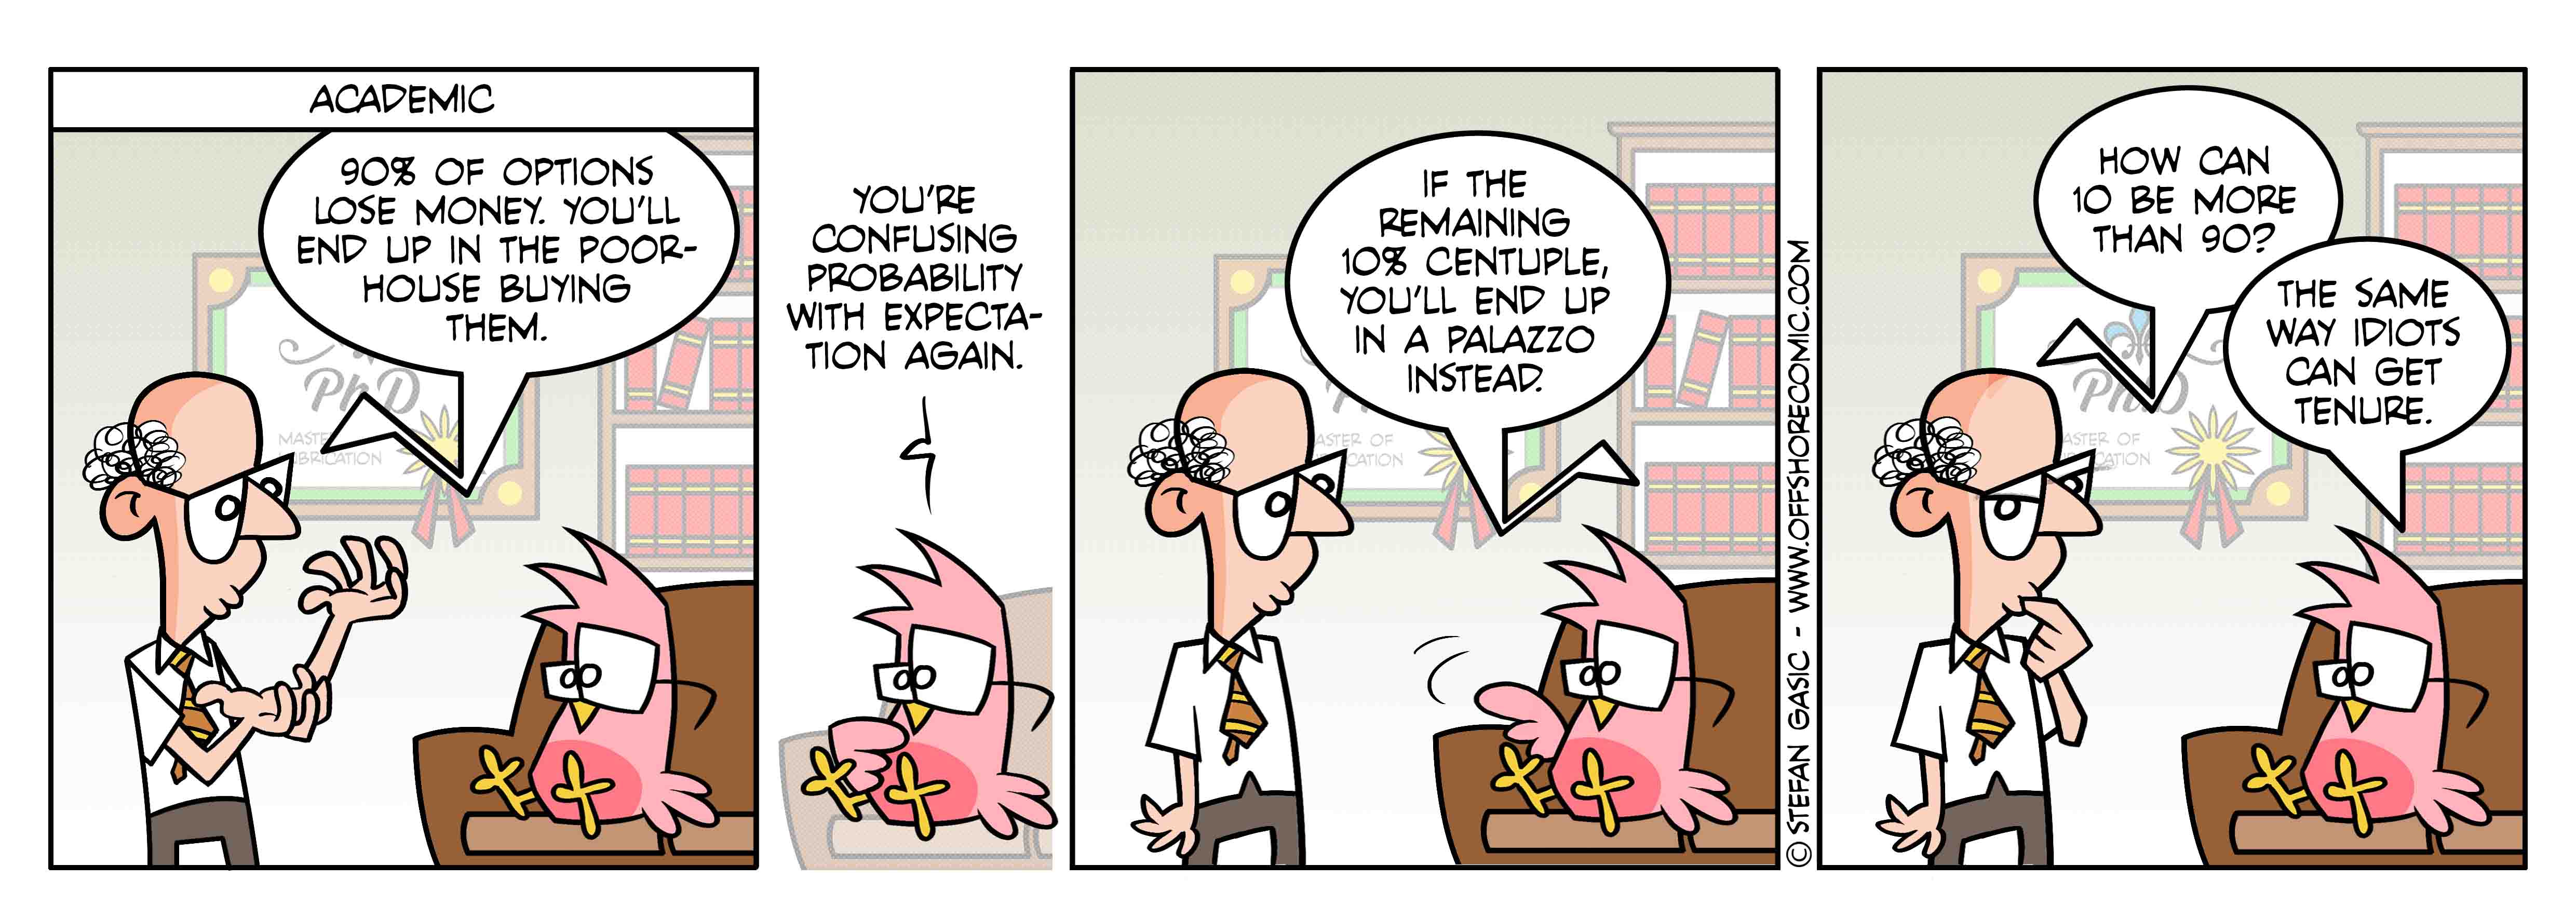 ACADEMIC
90% OF OPTIONS
LOSE MONEY. YOU'LL
END UP IN THE POOR-
HOUSE BUYING
THEM.
PhD
YOU'RE
CONFUSING
PROBABILITY
WITH EXPECTA-
TION AGAIN.
IF THE
REMAINING
10% CENTUPLE,
YOU'LL END UP
IN A PALAZZO
INSTEAD.
© STEFAN GASIC - WWW.OFFSHORECOMIC.COM
HOW CAN
10 BE MORE
THAN 90?
THE SAME
WAY IDIOTS
CAN GET
TENURE.
PhD